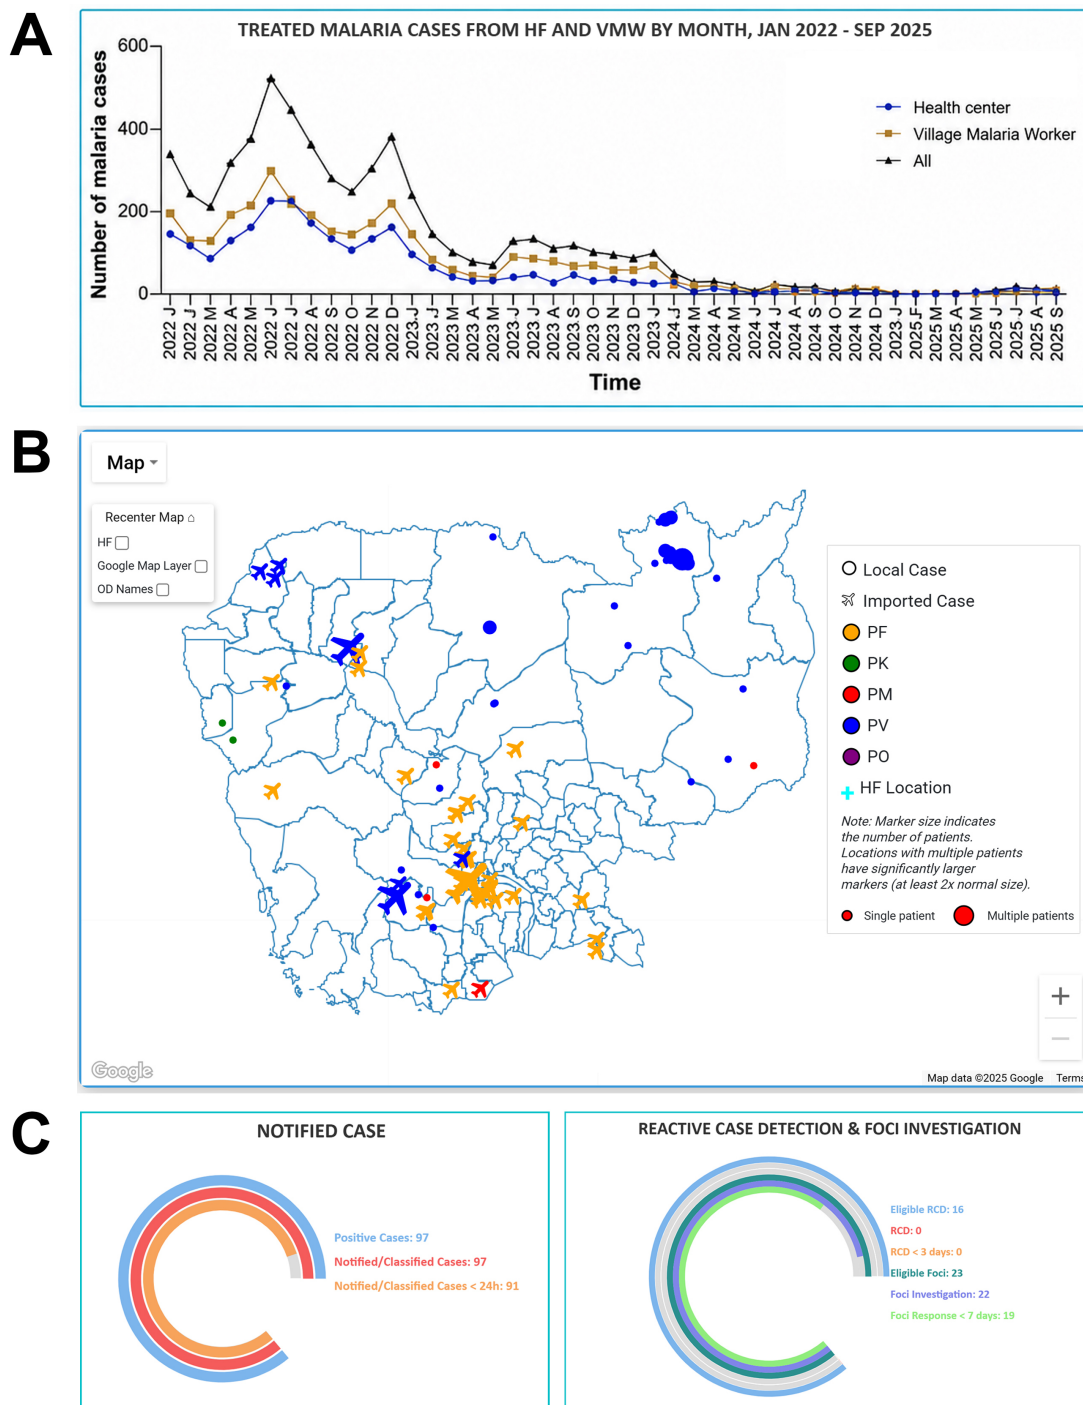 A
TREATED MALARIA CASES FROM HF AND VMW BY MONTH, JAN 2022 - SEP 2025
Number of malaria cases
600
400
200
0
Health center
Village Malaria Worker
All
2022 J
2022 J
2022 M
2022 A
2022 M
2022 J
2022 J
2022 A
2022 S
2022 O
2022 N
2022 D
2023 J
2023 J
2023 M
2023 A
2023 M
2023 J
2023 J
2023 A
2023 S
2023 O
2023 N
2023 D
2023 J
2024 J
2024 M
2024 A
2024 M
2024 J
2024 J
2024 A
2024 S
2024 O
2024 N
2024 D
2023 J
2025 F
2025 M
2025 A
2025 M
2025 J
2025 J
2025 A
2025 S
Time
B
Map
Recenter Map
HF
Google Map Layer
OD Names
Local Case
Imported Case
PF
PK
PM
PV
PO
HF Location
Note: Marker size indicates
the number of patients.
Locations with multiple patients
have significantly larger
markers (at least 2x normal size).
Single patient
Multiple patients
Google
Map data ©2025 Google
Terms
C
NOTIFIED CASE
Positive Cases: 97
Notified/Classified Cases: 97
Notified/Classified Cases < 24h: 91
REACTIVE CASE DETECTION & FOCI INVESTIGATION
Eligible RCD: 16
RCD: 0
RCD < 3 days: 0
Eligible Foci: 23
Foci Investigation: 22
Foci Response < 7 days: 19